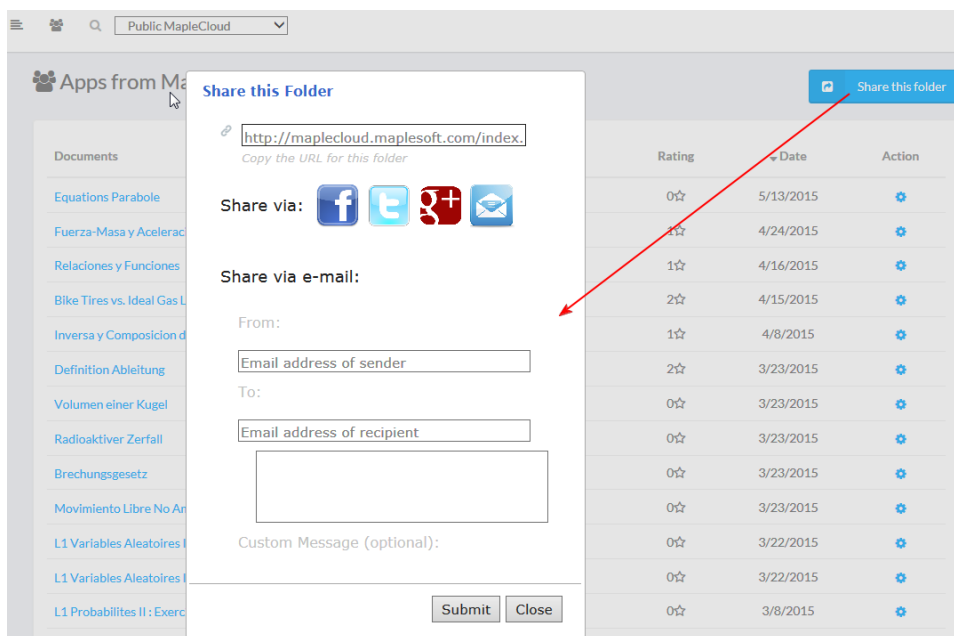 Public MapleCloud
Apps from Ma
Share this folder
Share this Folder
http://maplecloud.maplesoft.com/index.
Copy the URL for this folder
Share via:
f t g+
Share via e-mail:
From:
Email address of sender
To:
Email address of recipient
Custom Message (optional):
Submit Close
Documents Rating Date Action
Equations Parabole 0 5/13/2015
Fuerza-Masa y Acelerac 1 4/24/2015
Relaciones y Funciones 1 4/16/2015
Bike Tires vs. Ideal Gas L 2 4/15/2015
Inversa y Composicion d 1 4/8/2015
Definition Ableitung 2 3/23/2015
Volumen einer Kugel 0 3/23/2015
Radioaktiver Zerfall 0 3/23/2015
Brechungsgesetz 0 3/23/2015
Movimiento Libre No An 0 3/23/2015
L1 Variables Aleatoires I 0 3/22/2015
L1 Variables Aleatoires I 0 3/22/2015
L1 Probabilites II : Exerc 0 3/8/2015